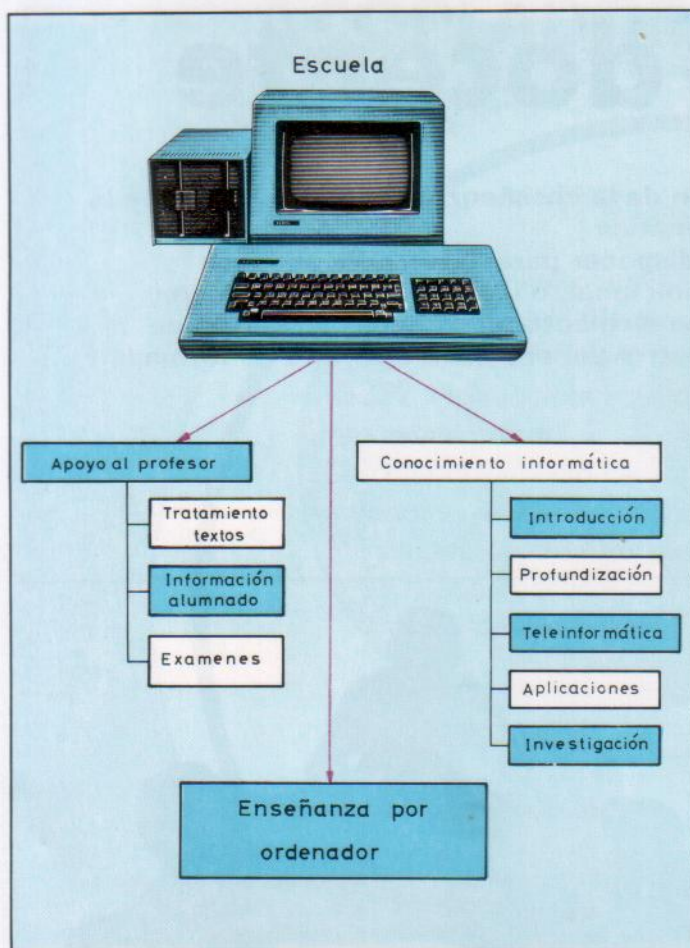 Escuela
Apoyo al profesor
Tratamiento
textos
Información
alumnado
Examenes
Conocimiento informática
Introducción
Profundización
Teleinformática
Aplicaciones
Investigación
Enseñanza por
ordenador